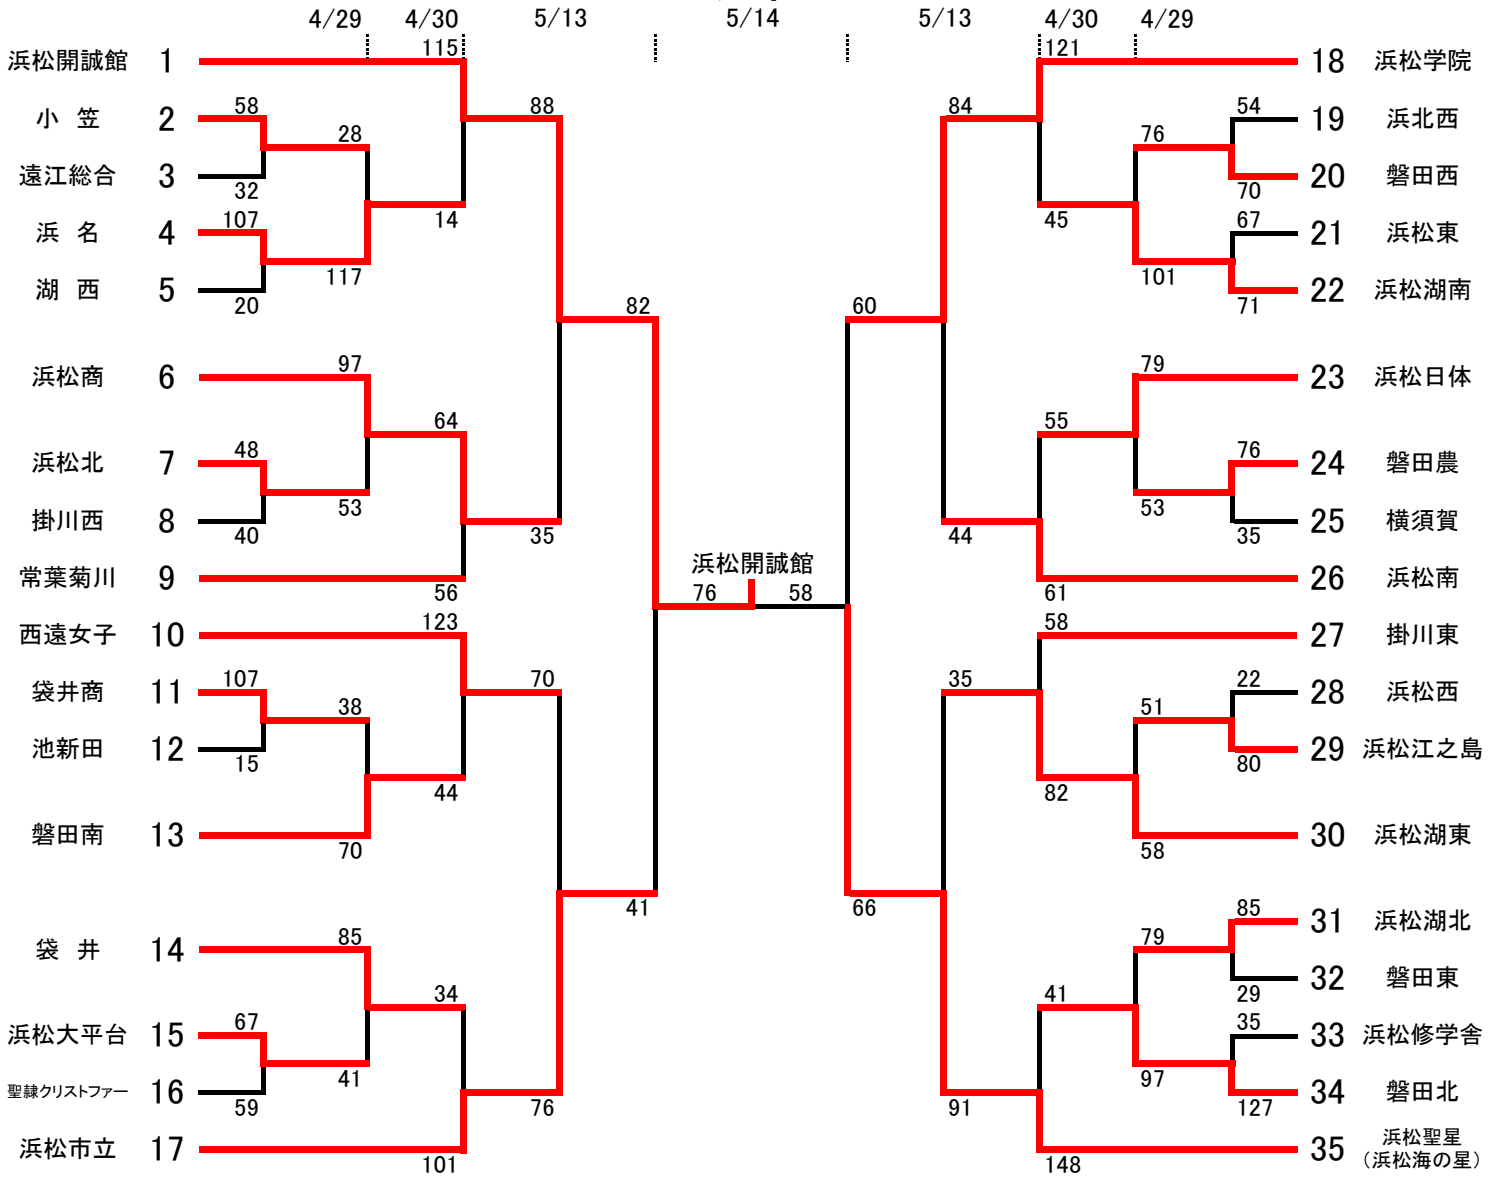 4/29 4/30 5/13 5/14 5/13 4/30 4/29
115 121
浜松開誠館 1 18 浜松学院
58 88 84 54
小 笠 2 19 浜北西
28 76
遠江総合 3 20 磐田西
32 70
107 14 45 67
浜 名 4 21 浜松東
117 101
湖 西 5 22 浜松湖南
20 82 60 71
97 79
浜松商 6 23 浜松日体
64 55
48 76
浜松北 7 24 磐田農
53 53
掛川西 8 25 横須賀
40 35 44 35
浜松開誠館
常葉菊川 9 26 浜松南
56 76 58 61
123 58
西遠女子 10 27 掛川東
107 70 35 22
袋井商 11 28 浜松西
38 51
池新田 12 29 浜松江之島
15 80
44 82
磐田南 13 30 浜松湖東
70 58
41 66 85
浜松湖北 31
85 79
袋 井 14 32 磐田東
34 41 29
67 35
浜松大平台 15 33 浜松修学舎
41 97
聖隷クリストファー 16 34 磐田北
59 76 91 127
浜松市立 17 35 浜松聖星
(浜松海の星)
101 148